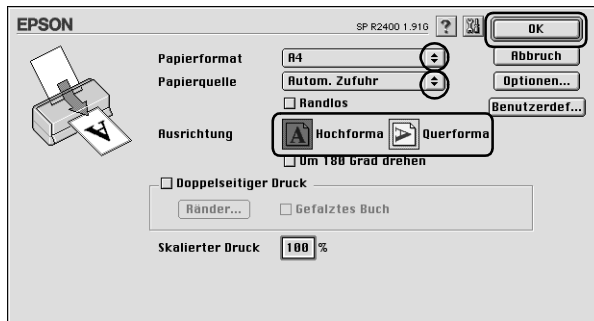 EPSON
SP R2400 1.91G ? OK
Papierformat A4 Abbruch
Papierquelle Autom. Zufuhr Optionen...
Randlos Benutzerdef...
Ausrichtung A Hochforma A Querforma
Um 180 Grad drehen
Doppelseitiger Druck
Ränder... Gefalztes Buch
Skalierter Druck 100 %
A